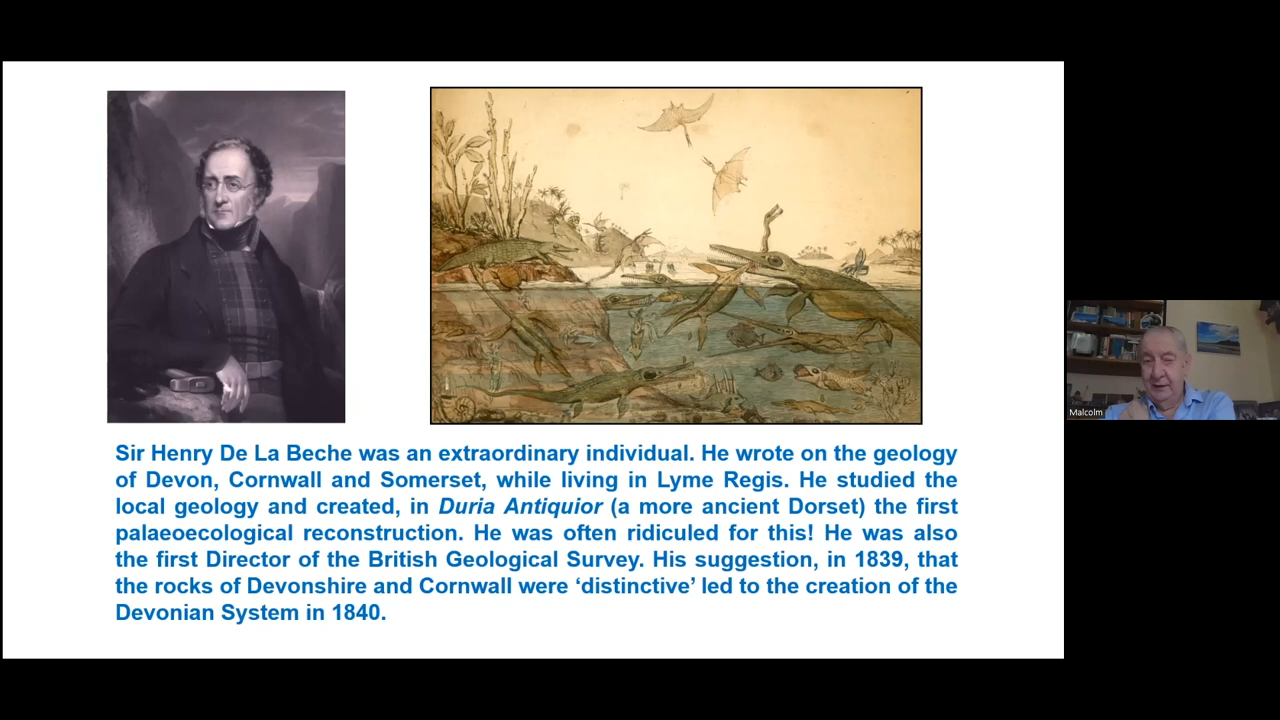 Sir Henry De La Beche was an extraordinary individual. He wrote on the geology
of Devon, Cornwall and Somerset, while living in Lyme Regis. He studied the
local geology and created, in Duria Antiquior (a more ancient Dorset) the first
palaeoecological reconstruction. He was often ridiculed for this! He was also
the first Director of the British Geological Survey. His suggestion, in 1839, that
the rocks of Devonshire and Cornwall were ‘distinctive’ led to the creation of the
Devonian System in 1840.
Malcolm